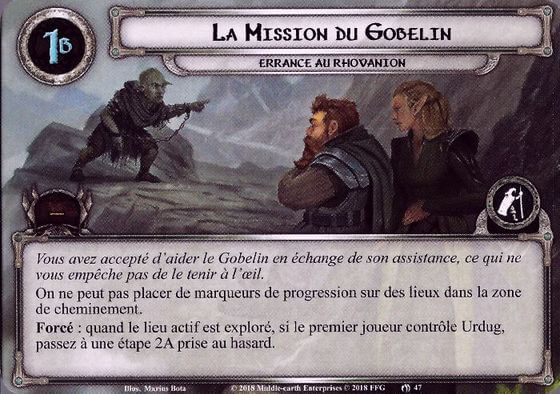 1B
La Mission du Gobelin
Errance au Rhovanion
–
Vous avez accepté d'aider le Gobelin en échange de son assistance, ce qui ne
vous empêche pas de le tenir à l'œil.
On ne peut pas placer de marqueurs de progression sur des lieux dans la zone
de cheminement.
Forcé : quand le lieu actif est exploré, si le premier joueur contrôle Urdug,
passez à une étape 2A prise au hasard.
Illus. Marius Bota © 2018 Middle-earth Enterprises © 2018 FFG 47